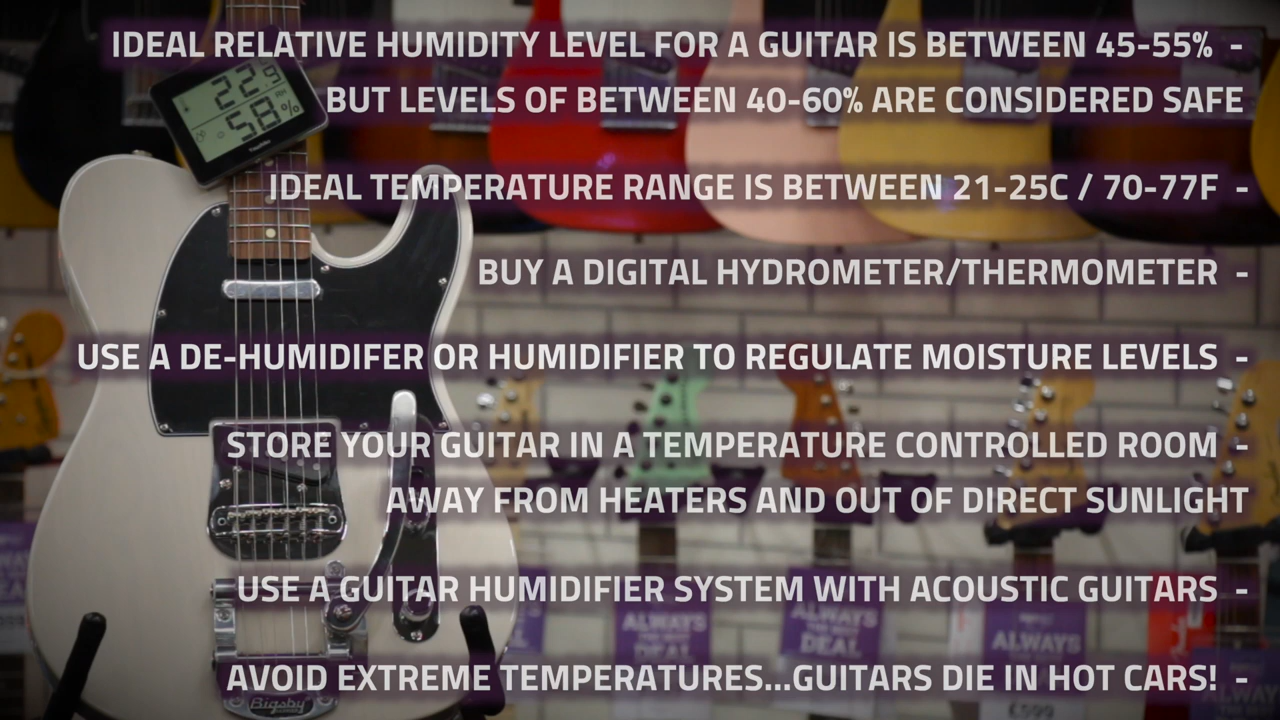 IDEAL RELATIVE HUMIDITY LEVEL FOR A GUITAR IS BETWEEN 45-55% -
BUT LEVELS OF BETWEEN 40-60% ARE CONSIDERED SAFE
22.9
58% RH
IDEAL TEMPERATURE RANGE IS BETWEEN 21-25C / 70-77F -
BUY A DIGITAL HYDROMETER/THERMOMETER -
USE A DE-HUMIDIFER OR HUMIDIFIER TO REGULATE MOISTURE LEVELS -
STORE YOUR GUITAR IN A TEMPERATURE CONTROLLED ROOM -
AWAY FROM HEATERS AND OUT OF DIRECT SUNLIGHT
USE A GUITAR HUMIDIFIER SYSTEM WITH ACOUSTIC GUITARS -
ALWAYS
DEAL
ALWAYS
DEAL
ALWAYS
AVOID EXTREME TEMPERATURES...GUITARS DIE IN HOT CARS! -
Bigsby